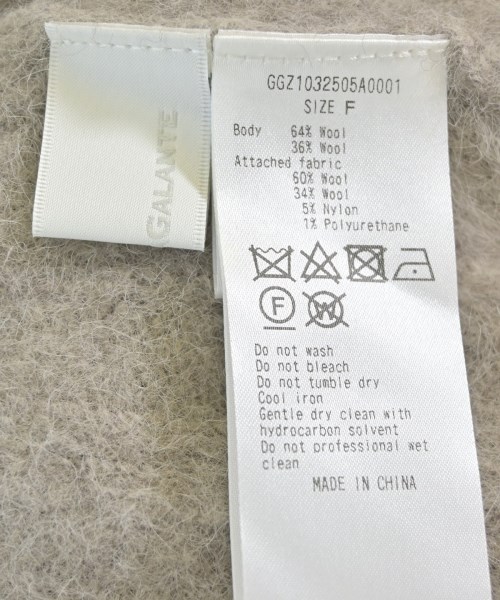 GALANTE
GGZ1032505A0001
SIZE F
Body 64% Wool
36% Wool
Attached fabric
60% Wool
34% Wool
5% Nylon
1% Polyurethane
F W
Do not wash
Do not bleach
Do not tumble dry
Cool iron
Gentle dry clean with
hydrocarbon solvent
Do not professional wet
clean
MADE IN CHINA